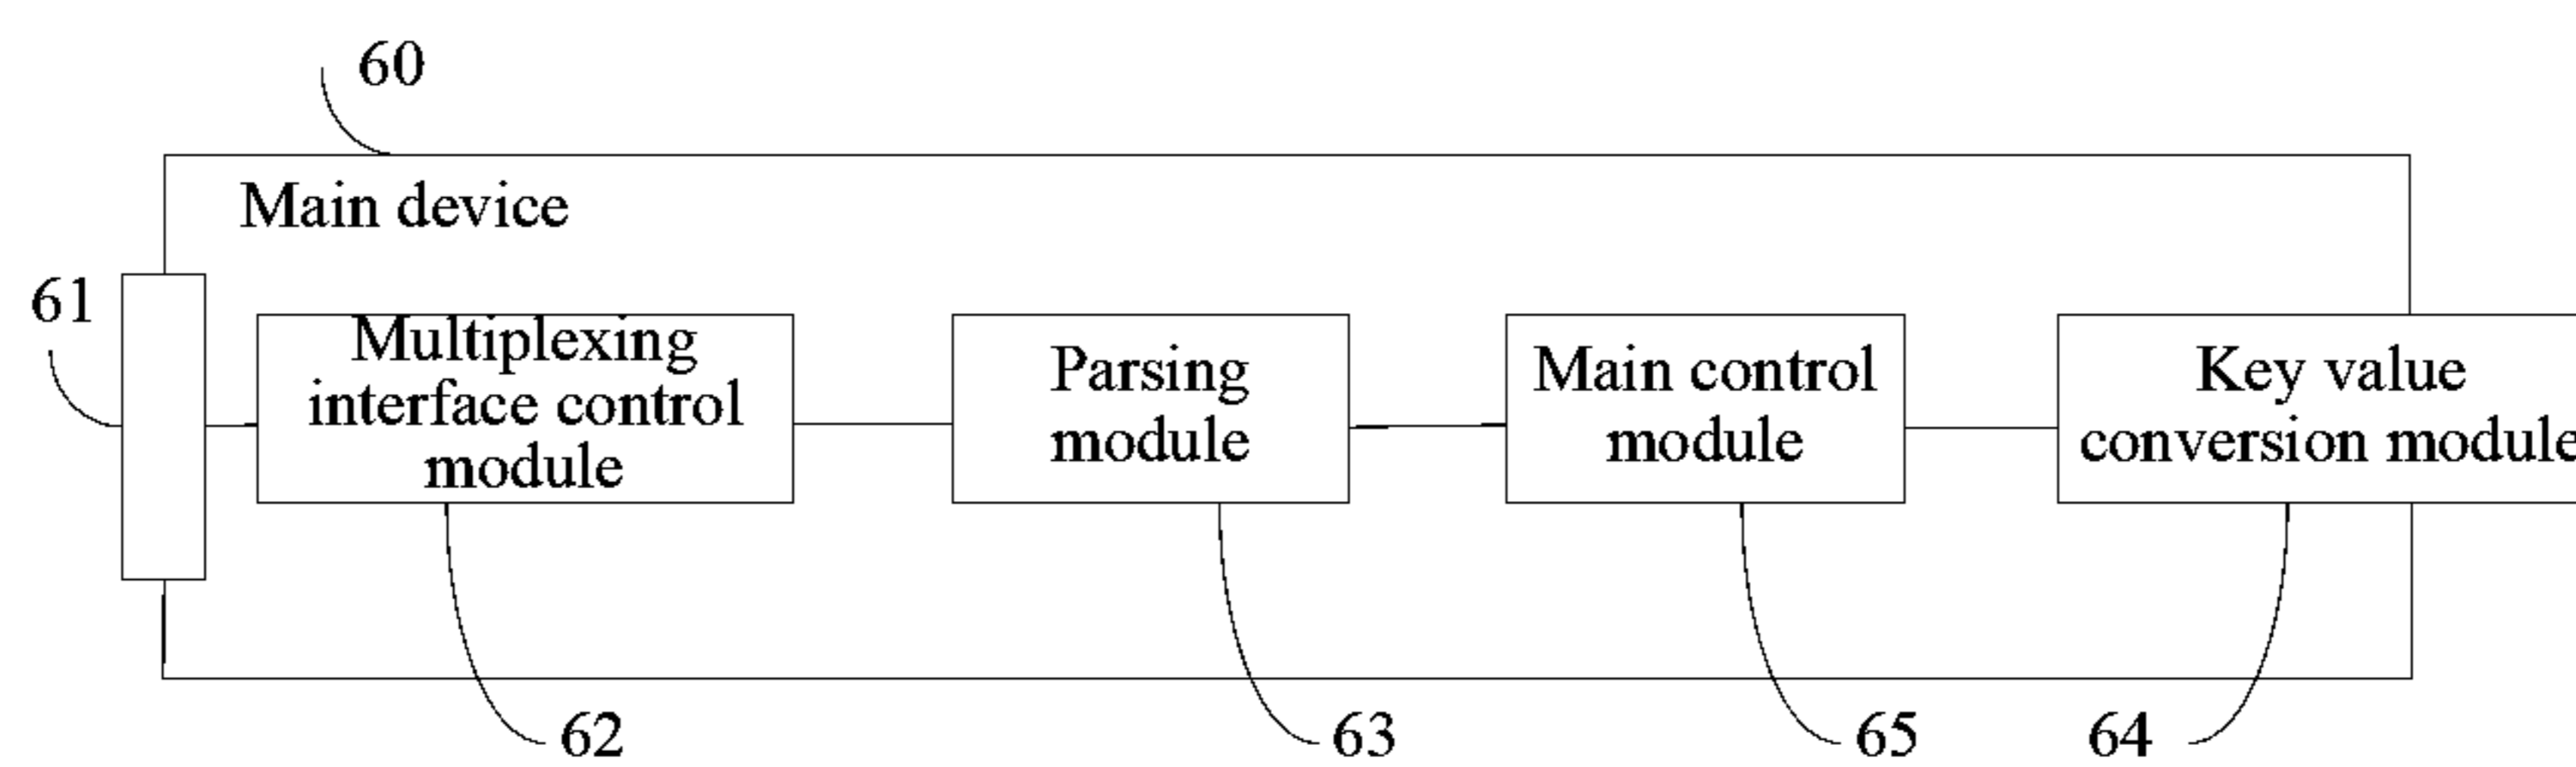 60
Main device
61
Multiplexing
interface control
module
Parsing
module
Main control
module
Key value
conversion module
62
63
65
64